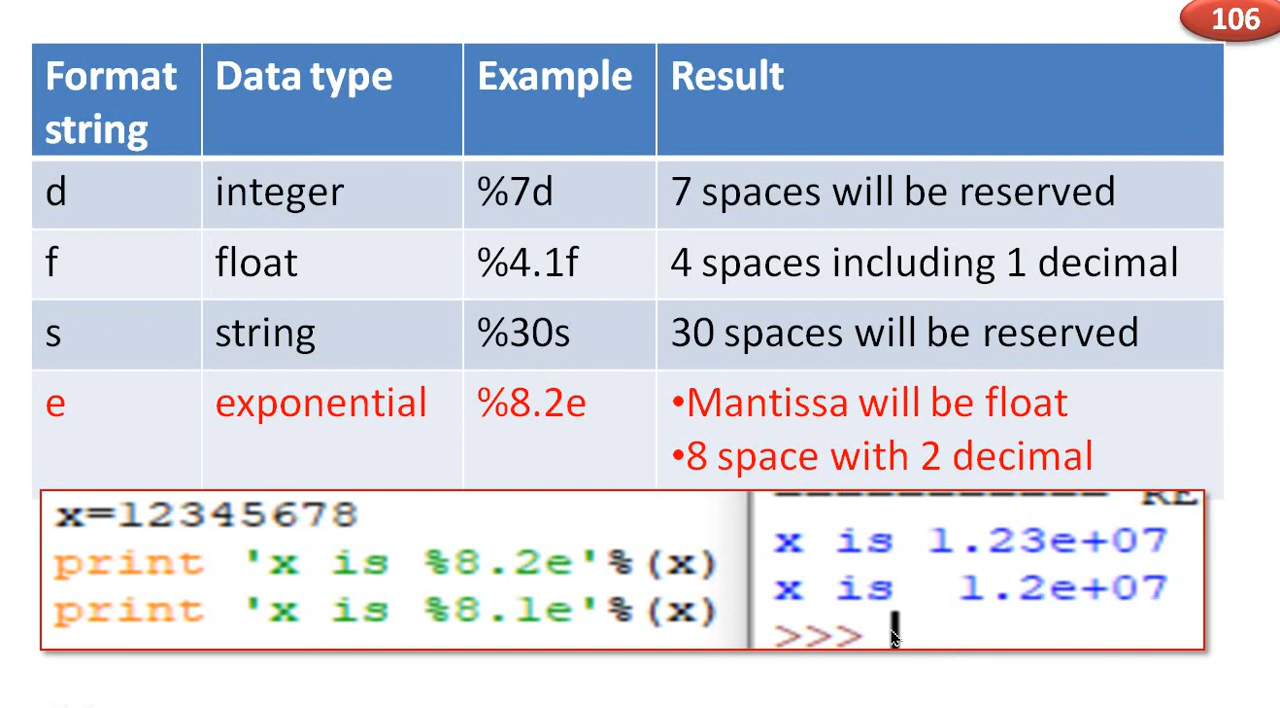 106
Format string	Data type	Example	Result
d	integer	%7d	7 spaces will be reserved
f	float	%4.1f	4 spaces including 1 decimal
s	string	%30s	30 spaces will be reserved
e	exponential	%8.2e	•Mantissa will be float
•8 space with 2 decimal
x=12345678
print 'x is %8.2e'%(x)
print 'x is %8.1e'%(x)
============ RE
x is 1.23e+07
x is  1.2e+07
>>>